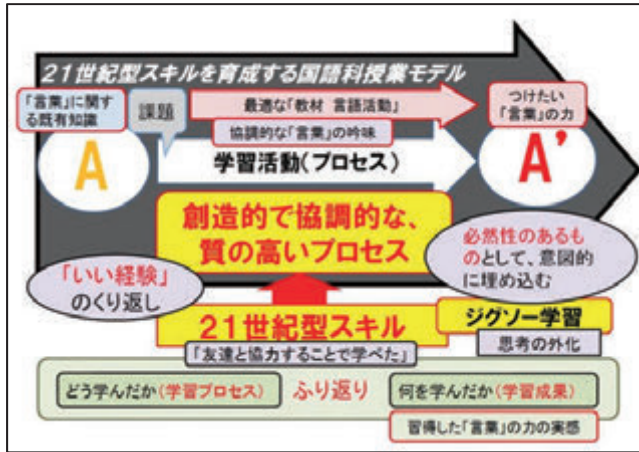 21世紀型スキルを育成する国語科授業モデル
「言葉」に関す
る既有知識
課題
最適な「教材 言語活動」
つけたい
「言葉」の力
協調的な「言葉」の吟味
A
学習活動(プロセス)
A’
創造的で協調的な、
質の高いプロセス
「いい経験」
のくり返し
必然性のあるも
のとして、意図的
に埋め込む
21世紀型スキル
ジグソー学習
「友達と協力することで学べた」
思考の外化
どう学んだか(学習プロセス)
ふり返り
何を学んだか(学習成果)
習得した「言葉」の力の実感